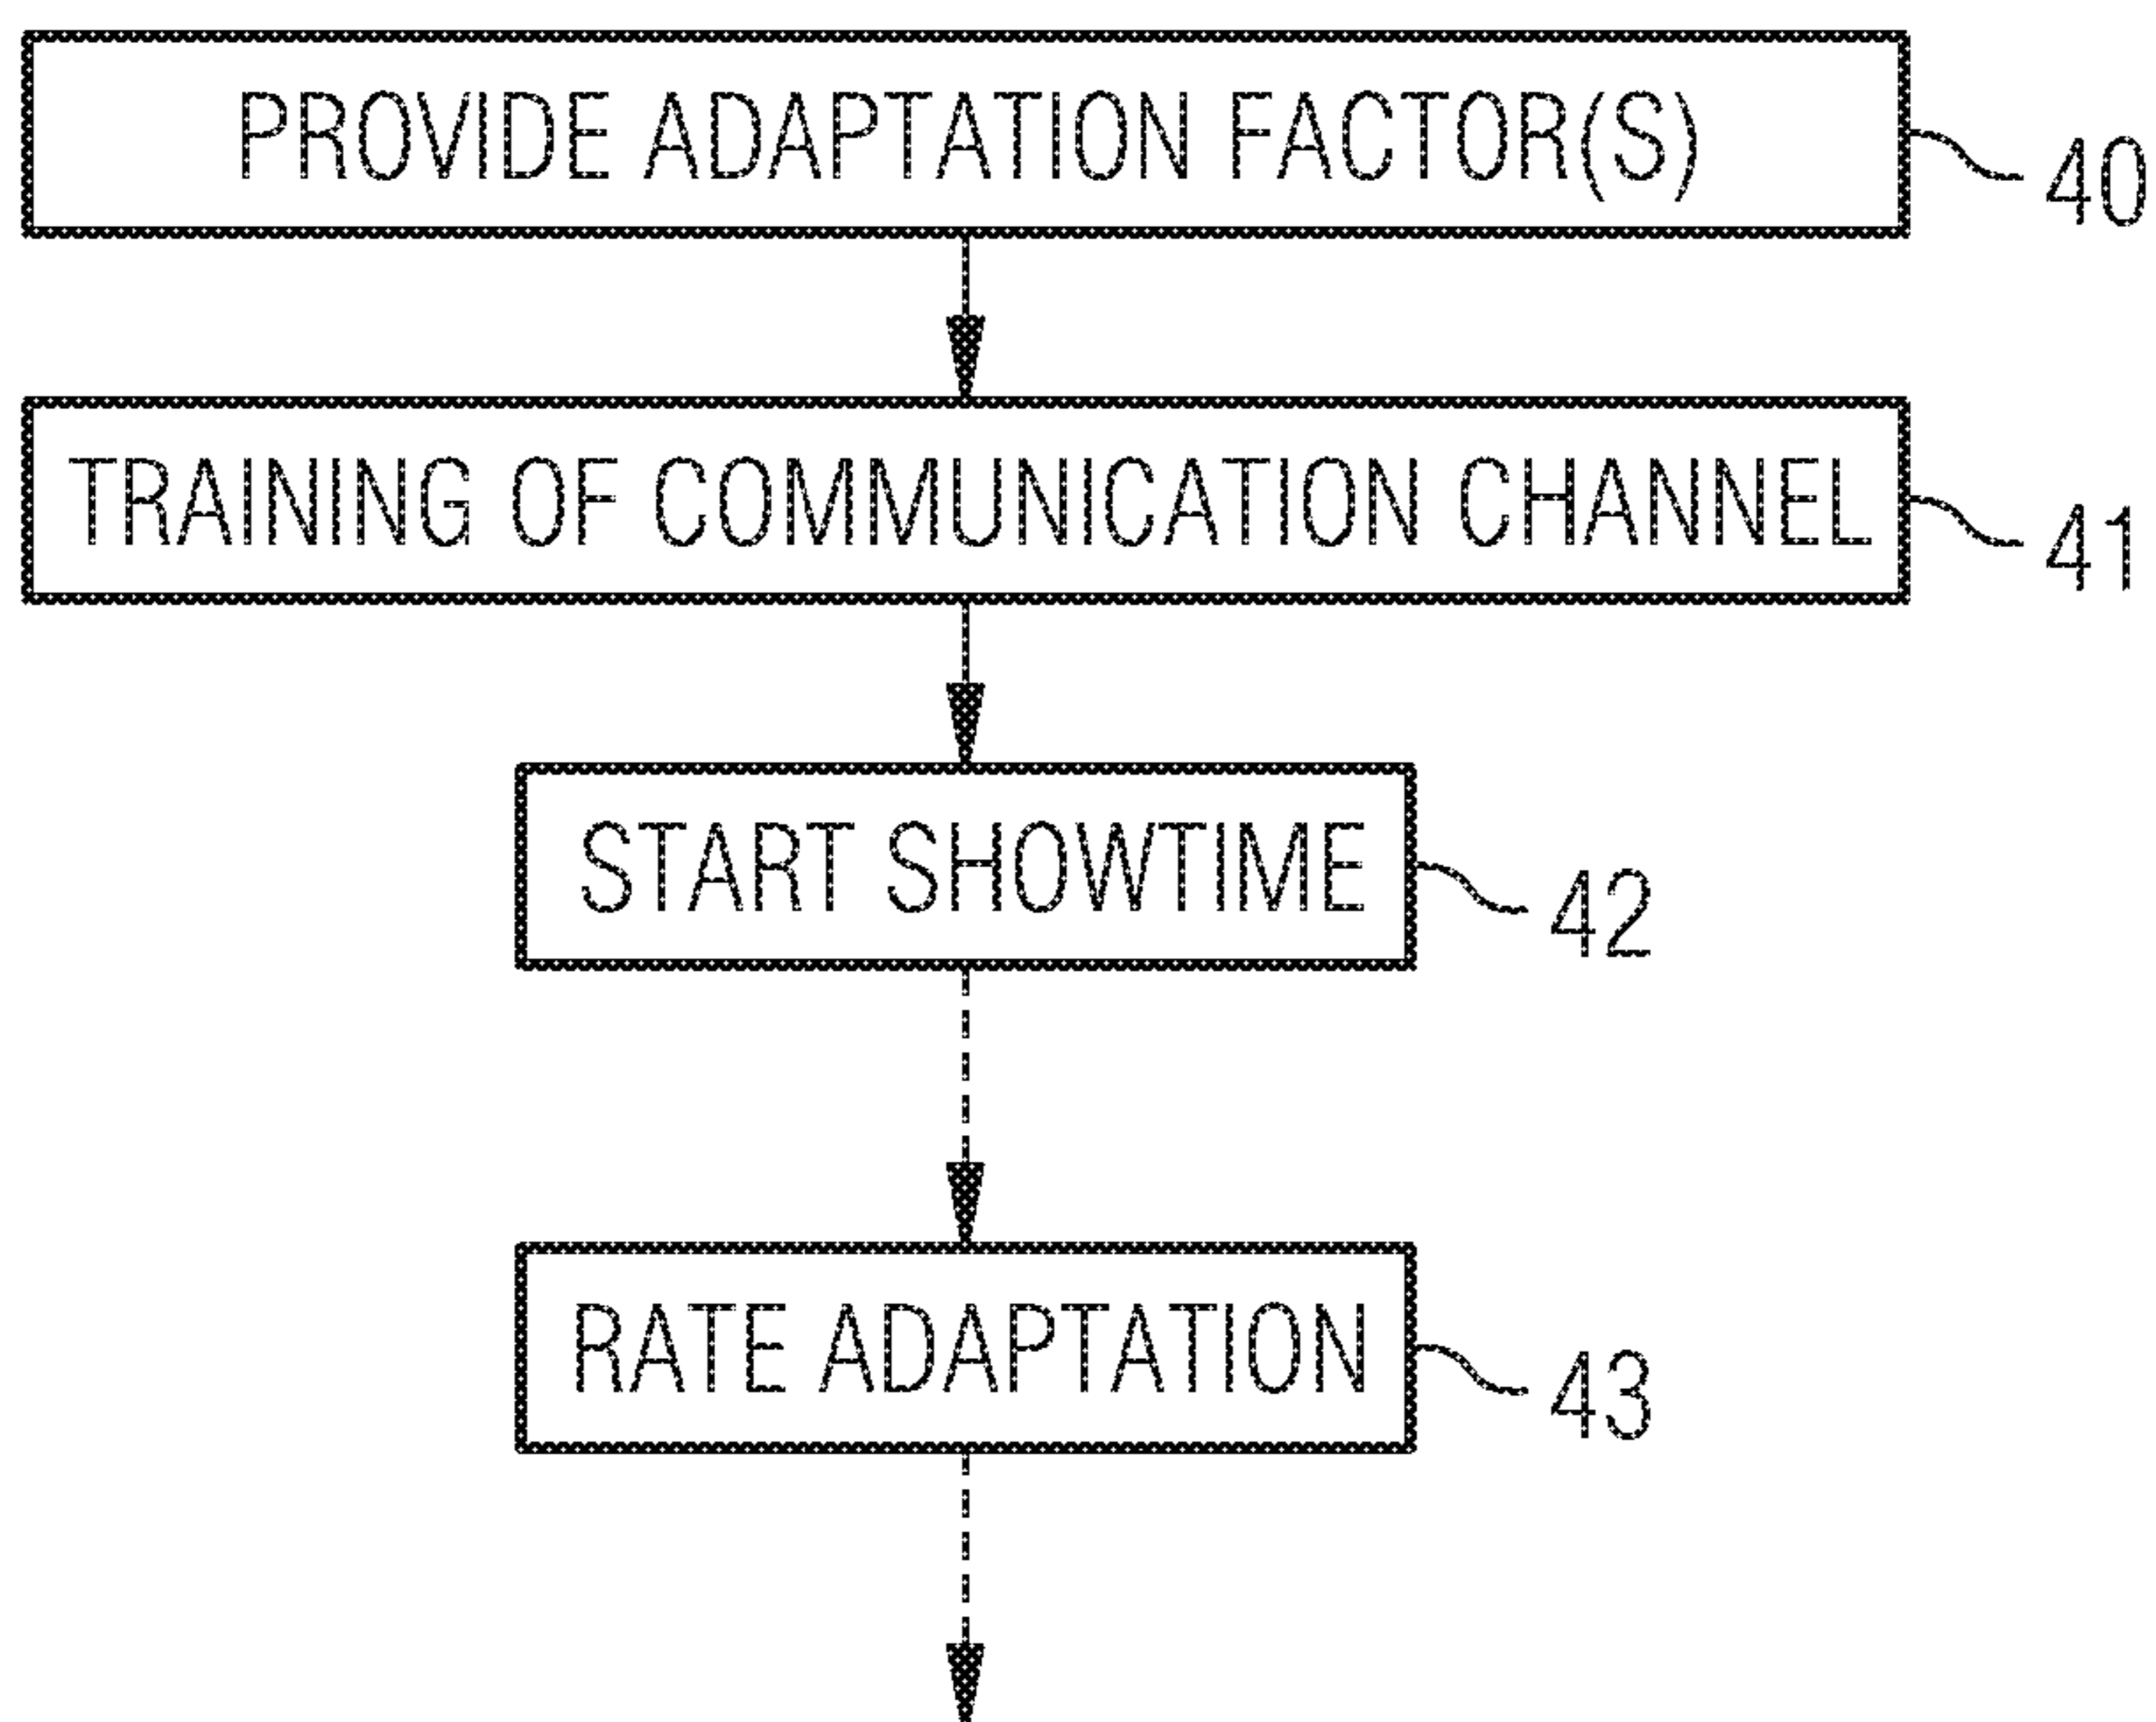 PROVIDE ADAPTATION FACTOR(S)
40
TRAINING OF COMMUNICATION CHANNEL
41
START SHOWTIME
42
RATE ADAPTATION
43